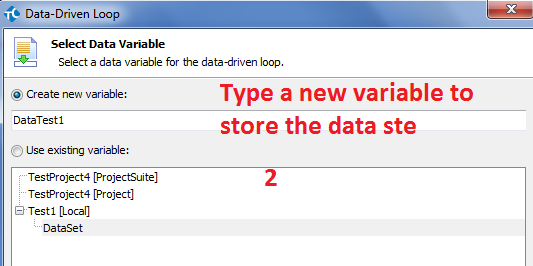 Data-Driven Loop
Select Data Variable
Select a data variable for the data-driven loop.
Create new variable:
Type a new variable to
DataTest1
store the data ste
Use existing variable:
2
TestProject4 [ProjectSuite]
TestProject4 [Project]
Test1 [Local]
DataSet